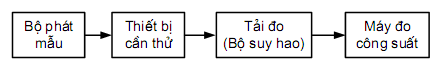 Bộ phát
mẫu
Thiết bị
cần thử
Tải đo
(Bộ suy hao)
Máy đo
công suất